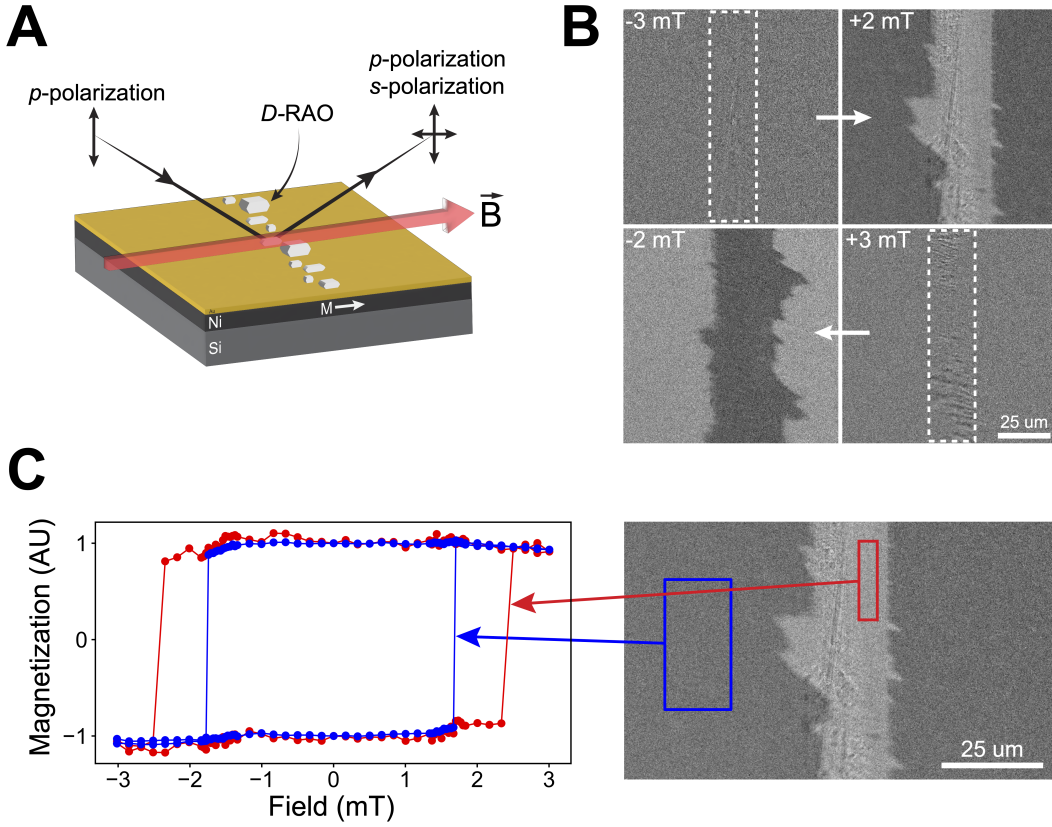 A
p-polarization
p-polarization
s-polarization
D-RAO
B
Ni
M
Si
B
-3 mT
+2 mT
-2 mT
+3 mT
25 um
C
Magnetization (AU)
1
0
−1
-3
-2
-1
0
1
2
3
Field (mT)
25 um